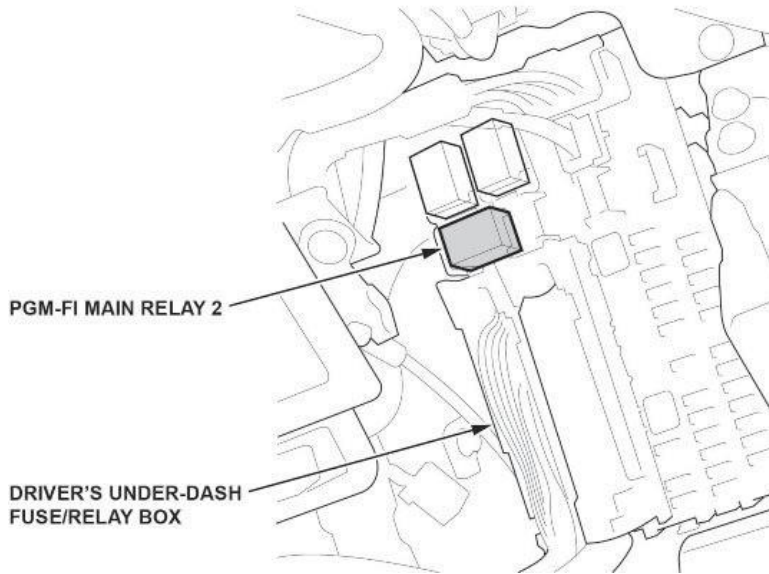 PGM-FI MAIN RELAY 2
DRIVER'S UNDER-DASH
FUSE/RELAY BOX